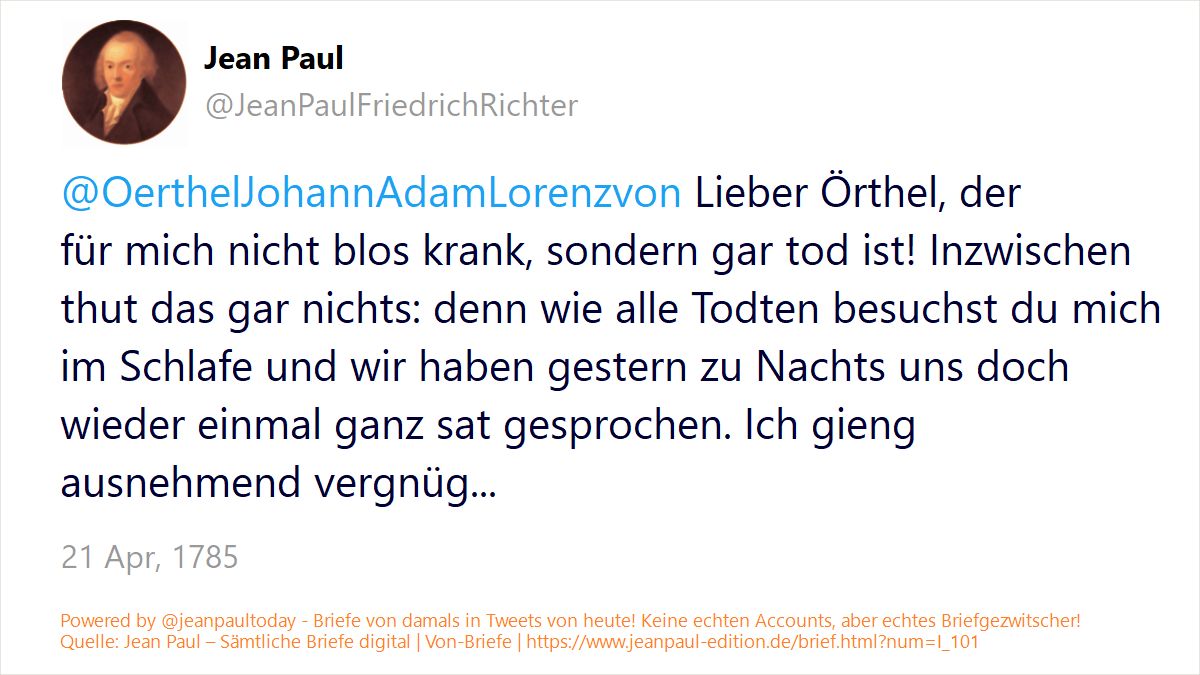 Jean Paul
@JeanPaulFriedrichRichter
@OerthelJohannAdamLorenzvon Lieber Örthel, der
für mich nicht blos krank, sondern gar tod ist! Inzwischen
thut das gar nichts: denn wie alle Todten besuchst du mich
im Schlafe und wir haben gestern zu Nachts uns doch
wieder einmal ganz sat gesprochen. Ich gieng
ausnehmend vergnüg...
21 Apr, 1785
Powered by @jeanpaultoday - Briefe von damals in Tweets von heute! Keine echten Accounts, aber echtes Briefgezwitscher!
Quelle: Jean Paul – Sämtliche Briefe digital | Von-Briefe | https://www.jeanpaul-edition.de/brief.html?num=I_101